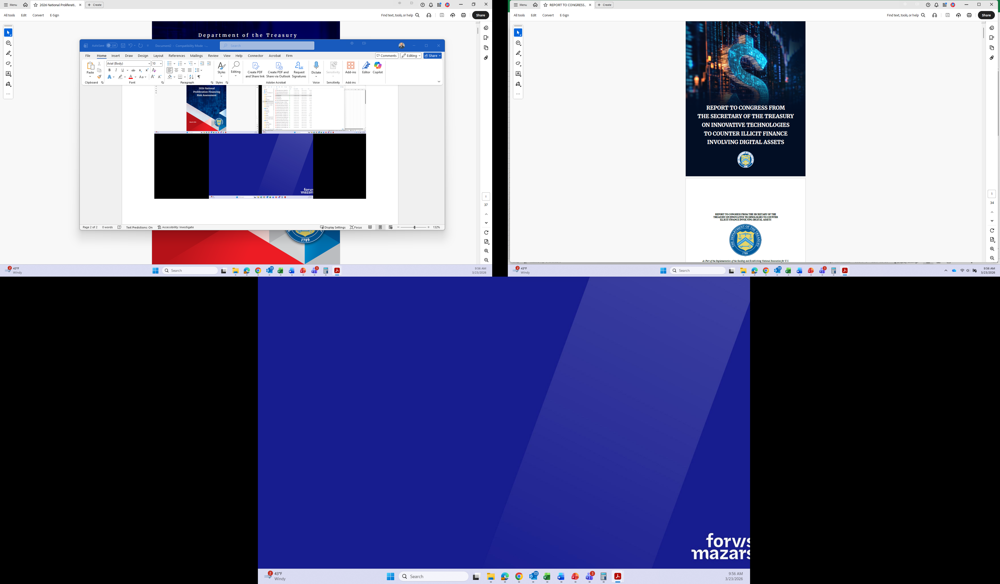 Menu
2026 National Proliferati...
Create
All tools
Edit
Convert
E-Sign
Find text, tools, or help
Share
Department of the Treasury
AutoSave
Off
Document2 - Compatibility Mode -...
Search
File
Home
Insert
Draw
Design
Layout
References
Mailings
Review
View
Help
Connector
Acrobat
Firm
Comments
Editing
Share
Paste
Clipboard
Arial (Body)
10
Font
Paragraph
Styles
Styles
Editing
Create PDF
and Share link
Create PDF and
Share via Outlook
Request
Signatures
Adobe Acrobat
Dictate
Voice
Sensitivity
Sensitivity
Add-ins
Add-ins
Editor
Copilot
2026 National
Proliferation Financing
Risk Assessment
March 2026
forvis
mazars
Page 2 of 2
0 words
Text Predictions: On
Accessibility: Investigate
Display Settings
Focus
132%
1789
i
37
2
43°F
Windy
Search
3
9:56 AM
3/23/2026
Menu
REPORT TO CONGRESS...
Create
All tools
Edit
Convert
E-Sign
Find text, tools, or help
Share
REPORT TO CONGRESS FROM
THE SECRETARY OF THE TREASURY
ON INNOVATIVE TECHNOLOGIES
TO COUNTER ILLICIT FINANCE
INVOLVING DIGITAL ASSETS
1789
REPORT TO CONGRESS FROM THE SECRETARY OF THE
TREASURY ON INNOVATIVE TECHNOLOGIES TO COUNTER
ILLICIT FINANCE INVOLVING DIGITAL ASSETS
THE DEPARTMENT OF THE TREASURY
1789
As Part of the Implementation of the Guiding and Establishing National Innovation for U.S.
1
34
2
43°F
Windy
Search
3
9:56 AM
3/23/2026
forvis
mazars
2
43°F
Windy
Search
3
9:56 AM
3/23/2026